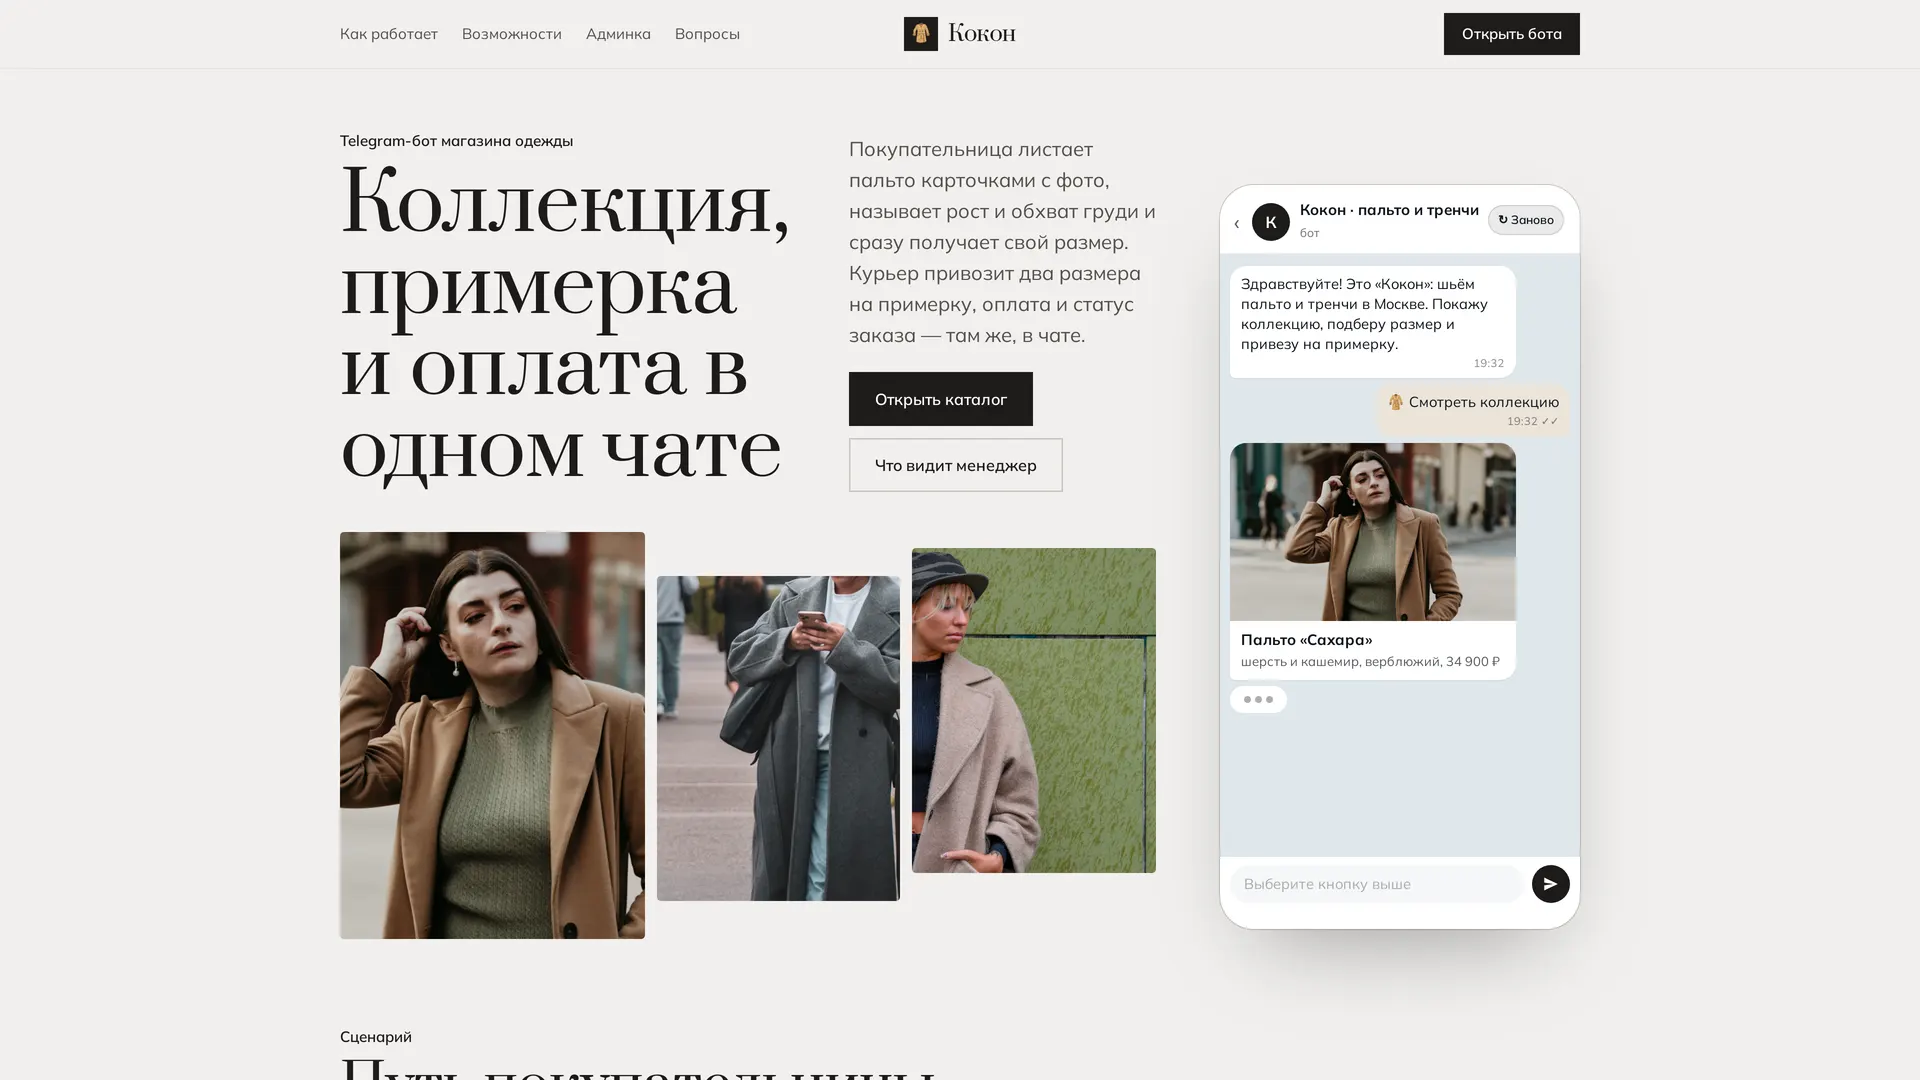 Как работает
Возможности
Админка
Вопросы
Кокон
Открыть бота
Telegram-бот магазина одежды
Коллекция,
примерка
и оплата в
одном чате
Покупательница листает
пальто карточками с фото,
называет рост и обхват груди и
сразу получает свой размер.
Курьер привозит два размера
на примерку, оплата и статус
заказа — там же, в чате.
Открыть каталог
Что видит менеджер
К
Кокон · пальто и тренчи
бот
↻ Заново
Здравствуйте! Это «Кокон»: шьём
пальто и тренчи в Москве. Покажу
коллекцию, подберу размер и
привезу на примерку.
19:32
🧥 Смотреть коллекцию
19:32 ✓✓
Пальто «Сахара»
шерсть и кашемир, верблюжий, 34 900 ₽
Выберите кнопку выше
Сценарий
Путь покупательницы